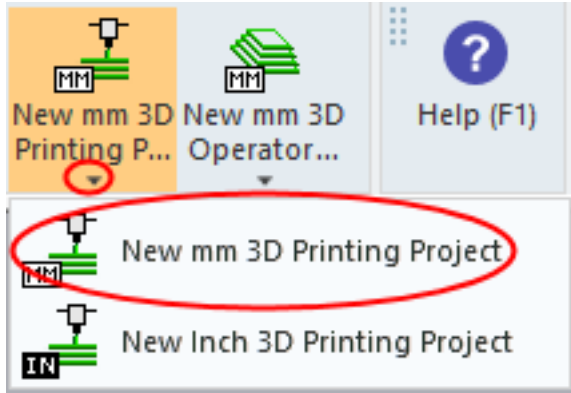 MM
MM
?
New mm 3D
Printing P...
New mm 3D
Operator...
Help (F1)
MM
New mm 3D Printing Project
IN
New Inch 3D Printing Project